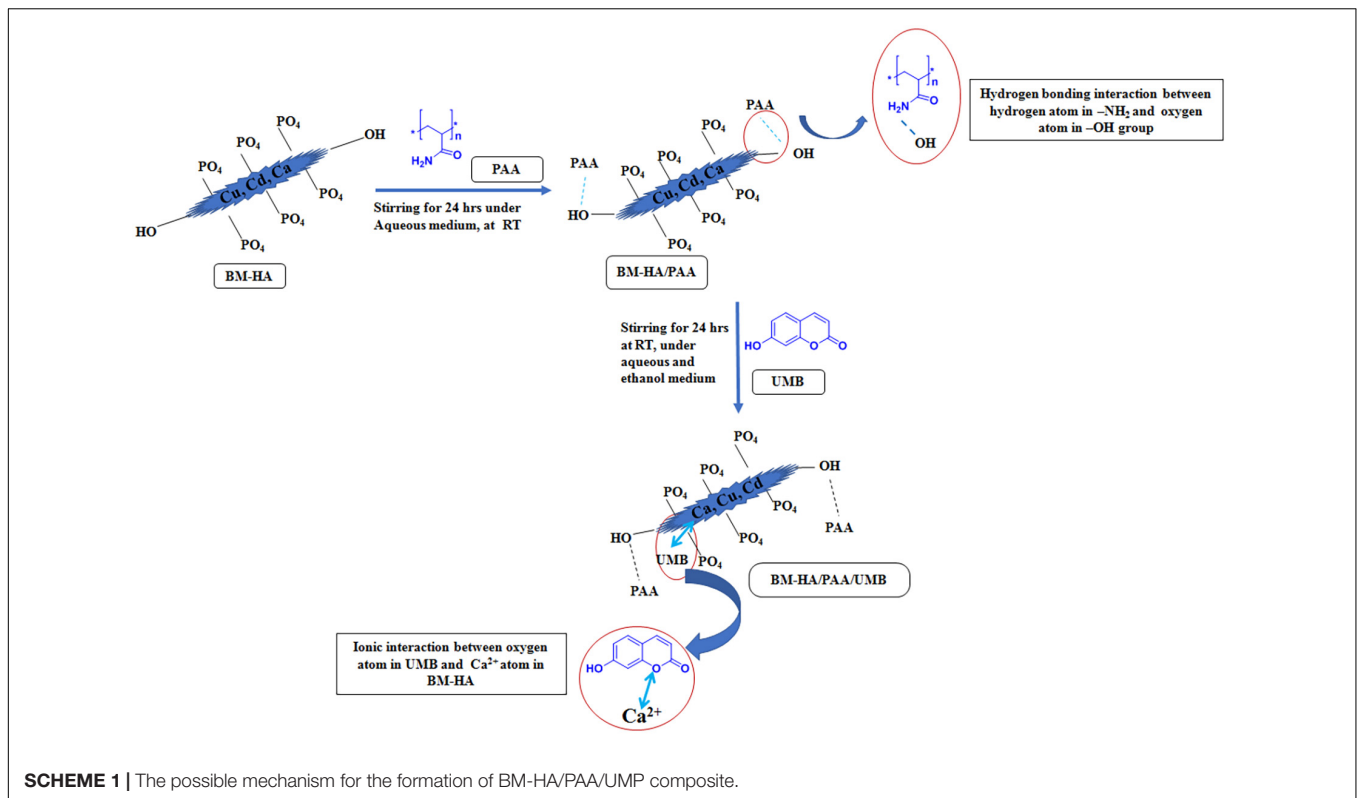 OH
PO₄
PO₄
PO₄
Cu, Cd, Ca
PO₄
PO₄
PO₄
HO
BM-HA
*
*
n
H₂N
O
PAA
Stirring for 24 hrs under
Aqueous medium, at RT
PAA
PO₄
OH
PO₄
PO₄
PAA
Cu, Cd, Ca
PO₄
PO₄
HO
PO₄
BM-HA/PAA
*
*
n
H₂N
O
OH
Hydrogen bonding interaction between
hydrogen atom in –NH₂ and oxygen
atom in –OH group
Stirring for 24 hrs
at RT, under
aqueous and
ethanol medium
HO
O
O
UMB
PO₄
PO₄
OH
PO₄
Ca, Cu, Cd
PO₄
PO₄
HO
UMB
PO₄
PAA
PAA
BM-HA/PAA/UMB
Ionic interaction between oxygen
atom in UMB and Ca²⁺ atom in
BM-HA
HO
O
O
Ca²⁺
SCHEME 1 | The possible mechanism for the formation of BM-HA/PAA/UMP composite.